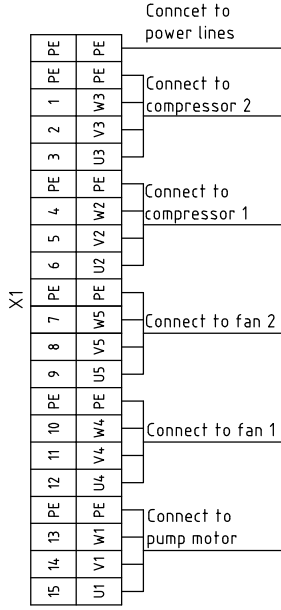 Conncet to
power lines
PE PE
PE PE
Connect to
1 W3
compressor 2
2 V3
3 U3
PE PE
Connect to
4 W2
compressor 1
5 V2
6 U2
X1
PE PE
7 W5
Connect to fan 2
8 V5
9 U5
PE PE
10 W4
Connect to fan 1
11 V4
12 U4
PE PE
Connect to
13 W1
pump motor
14 V1
15 U1